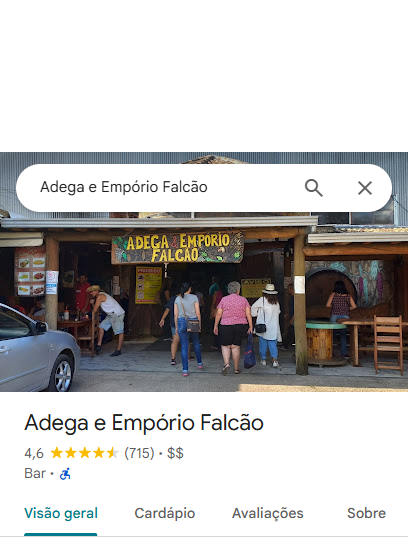 Adega e Empório Falcão
ADEGA E EMPÓRIO
FALCÃO
Adega e Empório Falcão
4,6 (715) • $$
Bar •
Visão geral Cardápio Avaliações Sobre